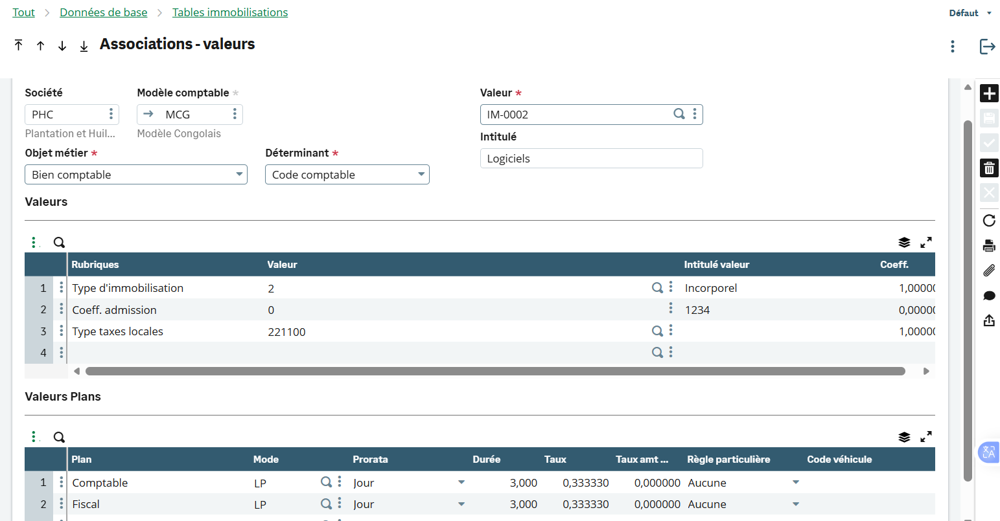 Tout > Données de base > Tables immobilisations
Défaut
Associations - valeurs
Société
Modèle comptable *
Valeur *
PHC
MCG
IM-0002
Plantation et Huil...
Modèle Congolais
Intitulé
Objet métier *
Déterminant *
Logiciels
Bien comptable
Code comptable
Valeurs
Rubriques Valeur Intitulé valeur Coeff.
1 Type d'immobilisation 2 Incorporel 1,00000
2 Coeff. admission 0 1234 0,00000
3 Type taxes locales 221100 1,00000
4
Valeurs Plans
Plan Mode Prorata Durée Taux Taux amt ... Règle particulière Code véhicule
1 Comptable LP Jour 3,000 0,333330 0,000000 Aucune
2 Fiscal LP Jour 3,000 0,333330 0,000000 Aucune